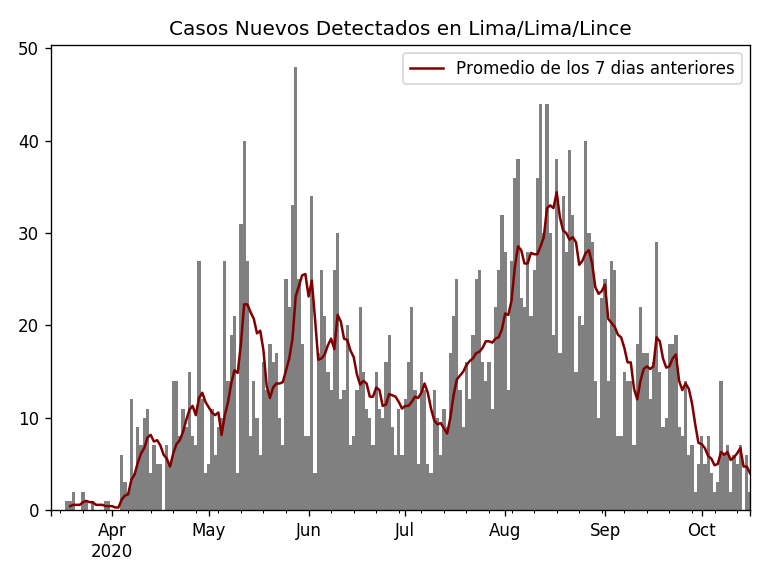 Casos Nuevos Detectados en Lima/Lima/Lince
Promedio de los 7 dias anteriores
50
40
30
20
10
0
Apr May Jun Jul Aug Sep Oct
2020